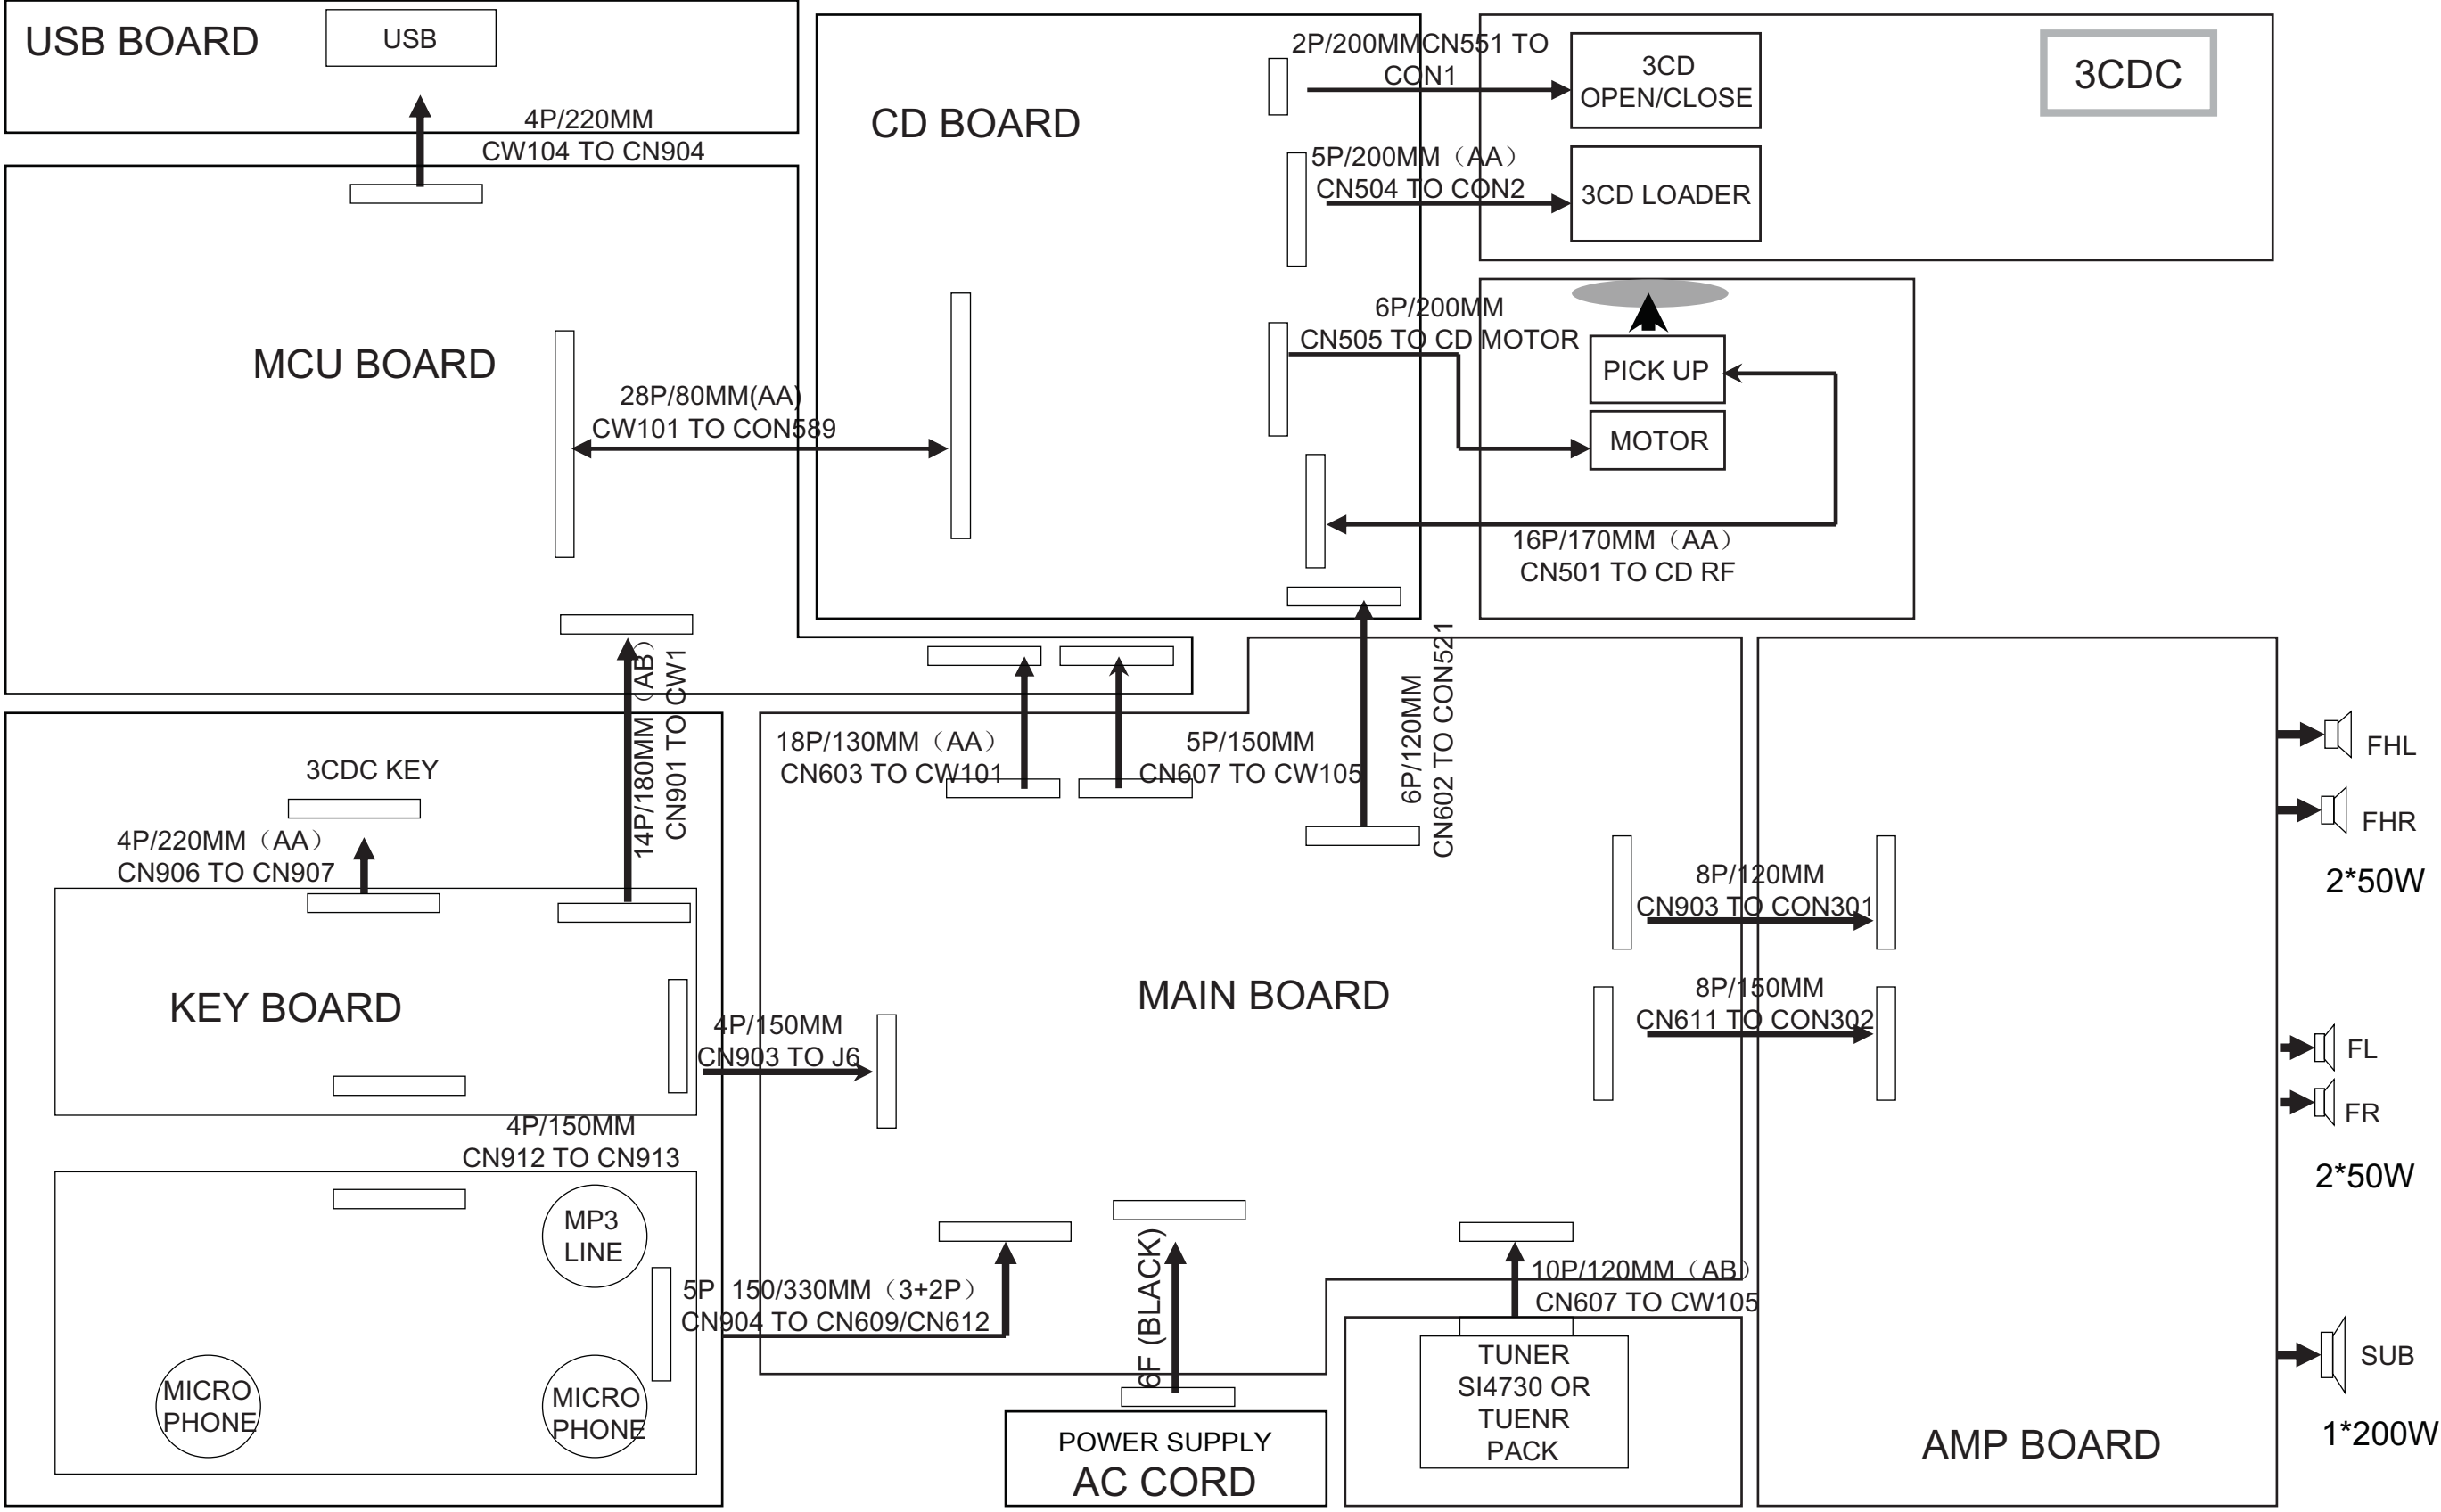 USB BOARD
USB
4P/220MM
CW104 TO CN904
MCU BOARD
28P/80MM(AA)
CW101 TO CON589
CD BOARD
2P/200MMCN551 TO
CON1
3CD
OPEN/CLOSE
3CDC
5P/200MM（AA）
CN504 TO CON2
3CD LOADER
6P/200MM
CN505 TO CD MOTOR
PICK UP
MOTOR
16P/170MM（AA）
CN501 TO CD RF
14P/180MM（AB）
CN901 TO CW1
18P/130MM（AA）
CN603 TO CW101
5P/150MM
CN607 TO CW105
6P/120MM
CN602 TO CON521
3CDC KEY
4P/220MM（AA）
CN906 TO CN907
KEY BOARD
4P/150MM
CN903 TO J6
MAIN BOARD
8P/120MM
CN903 TO CON301
8P/150MM
CN611 TO CON302
FHL
FHR
2*50W
FL
FR
2*50W
4P/150MM
CN912 TO CN913
MP3
LINE
5P  150/330MM（3+2P）
CN904 TO CN609/CN612
MICRO
PHONE
MICRO
PHONE
6F (BLACK)
POWER SUPPLY
AC CORD
10P/120MM（AB）
CN607 TO CW105
TUNER
SI4730 OR
TUENR
PACK
AMP BOARD
SUB
1*200W